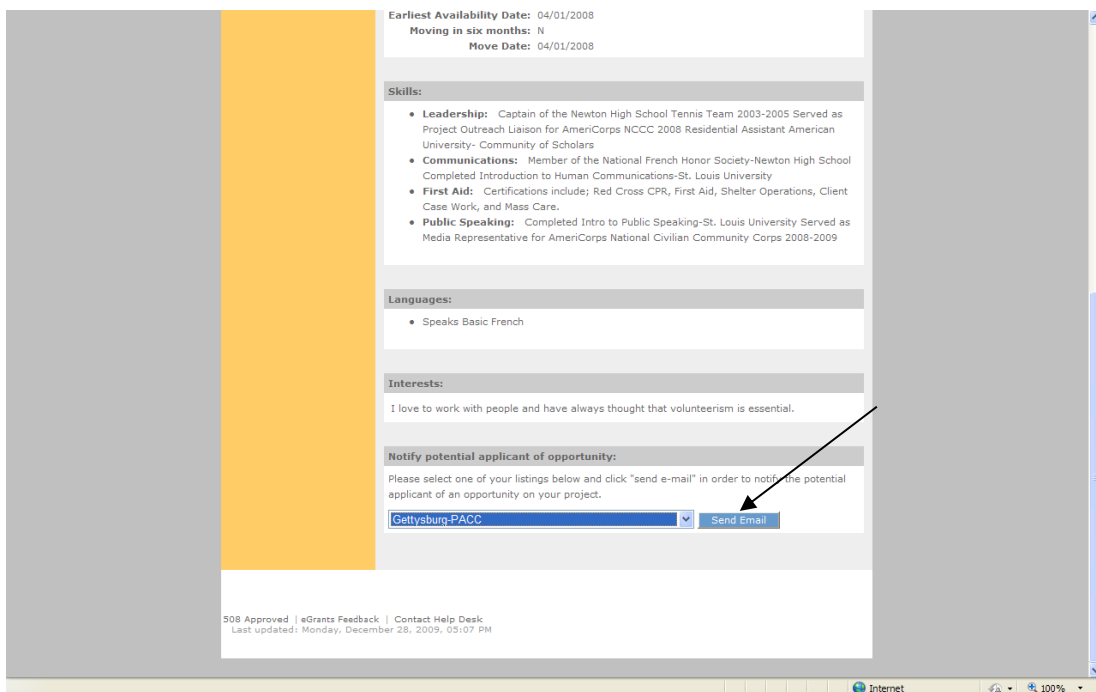 Earliest Availability Date: 04/01/2008
Moving in six months: N
Move Date: 04/01/2008
Skills:
• Leadership: Captain of the Newton High School Tennis Team 2003-2005 Served as
Project Outreach Liaison for AmeriCorps NCCC 2008 Residential Assistant American
University- Community of Scholars
• Communications: Member of the National French Honor Society-Newton High School
Completed Introduction to Human Communications-St. Louis University
• First Aid: Certifications include; Red Cross CPR, First Aid, Shelter Operations, Client
Case Work, and Mass Care.
• Public Speaking: Completed Intro to Public Speaking-St. Louis University Served as
Media Representative for AmeriCorps National Civilian Community Corps 2008-2009
Languages:
• Speaks Basic French
Interests:
I love to work with people and have always thought that volunteerism is essential.
Notify potential applicant of opportunity:
Please select one of your listings below and click "send e-mail" in order to notify the potential
applicant of an opportunity on your project.
Gettysburg-PACC Send Email
508 Approved | eGrants Feedback | Contact Help Desk
Last updated: Monday, December 28, 2009, 05:07 PM
Internet 100%